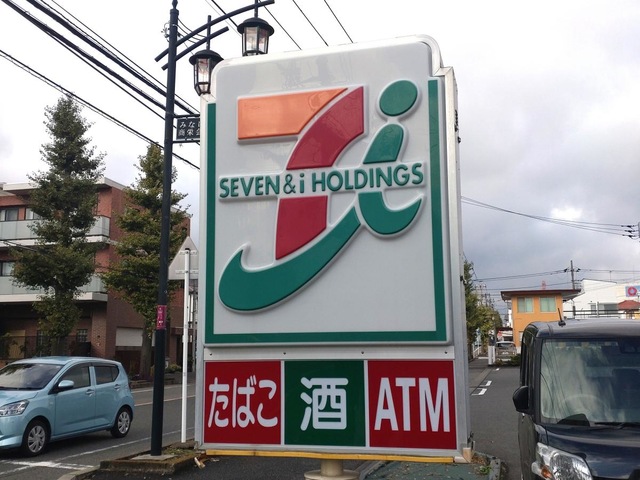 SEVEN & i HOLDINGS
たばこ
酒
ATM